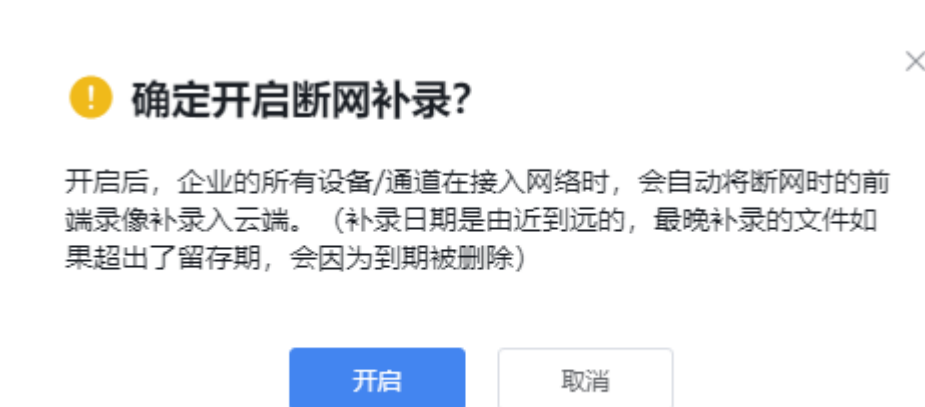 确定开启断网补录?
开启后，企业的所有设备/通道在接入网络时，会自动将断网时的前
端录像补录入云端。（补录日期是由近到远的，最晚补录的文件如
果超出了留存期，会因为到期被删除）
开启
取消